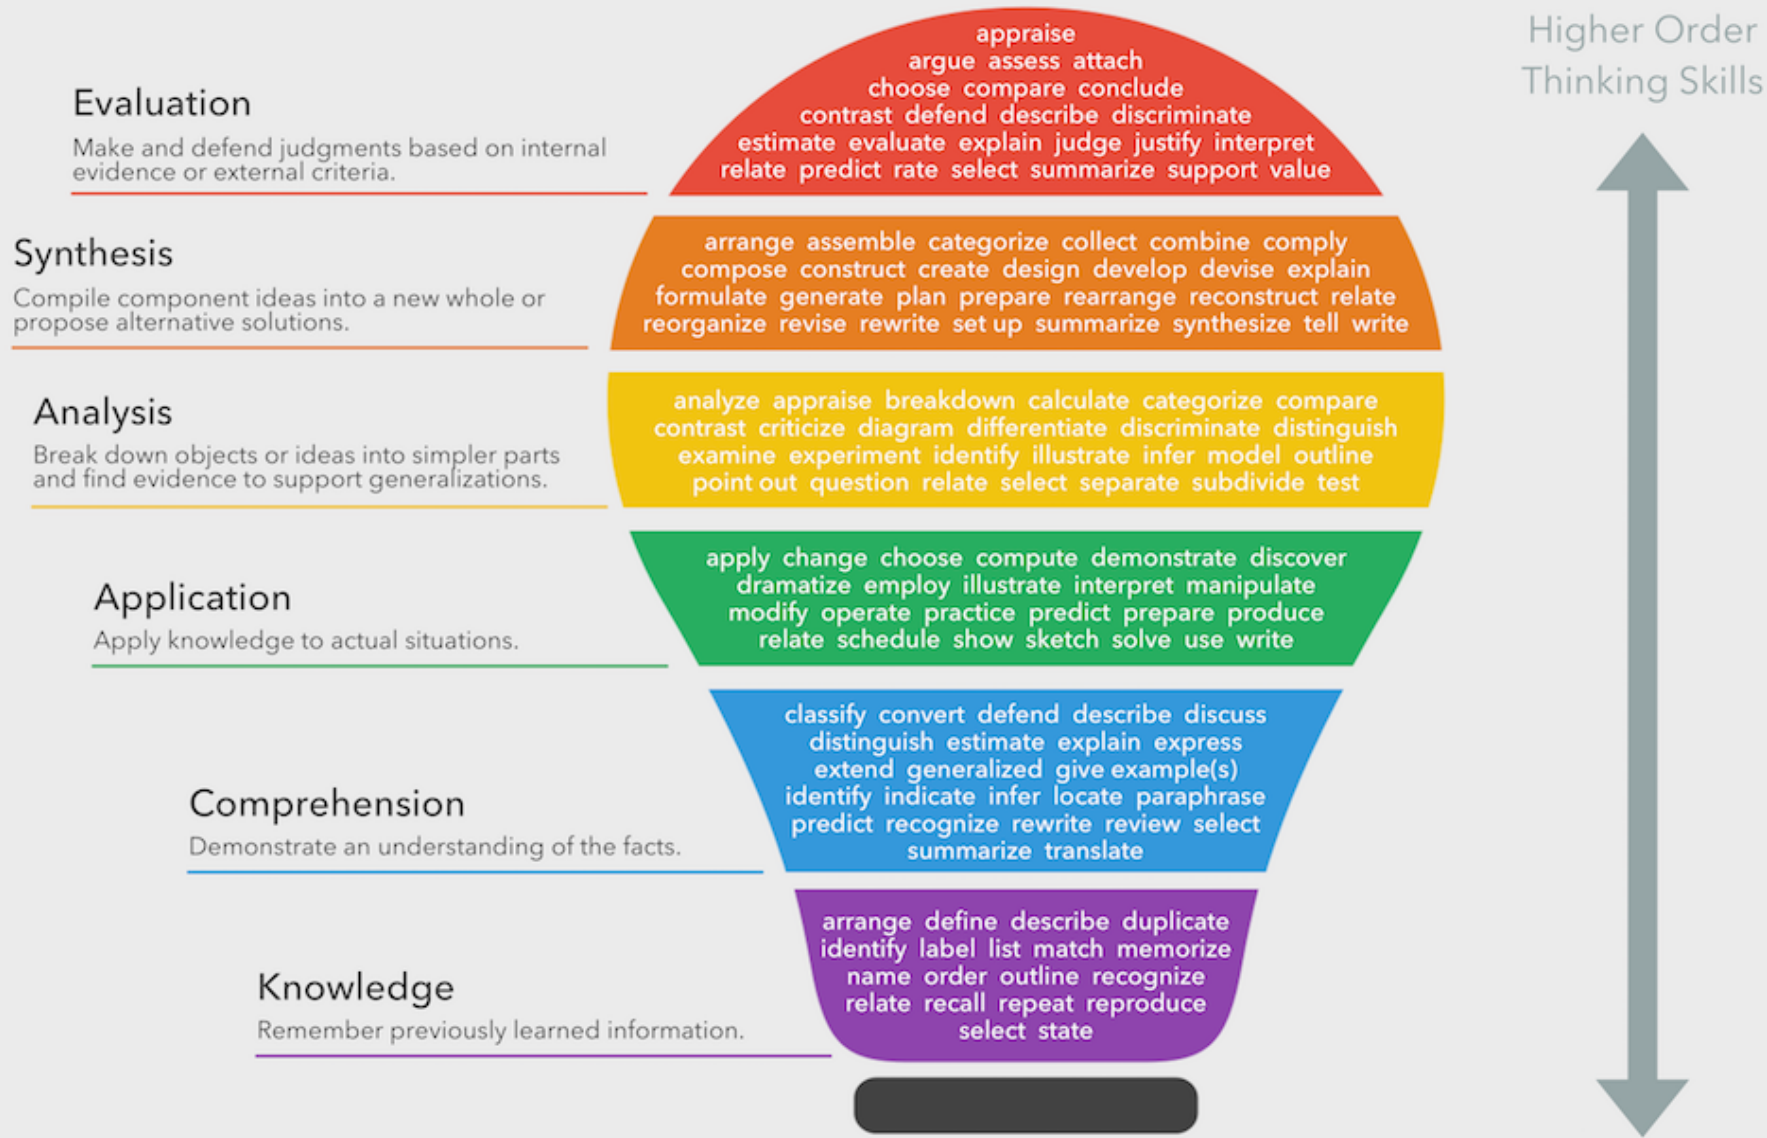 Higher Order
Thinking Skills
Evaluation
Make and defend judgments based on internal
evidence or external criteria.
appraise
argue assess attach
choose compare conclude
contrast defend describe discriminate
estimate evaluate explain judge justify interpret
relate predict rate select summarize support value
Synthesis
Compile component ideas into a new whole or
propose alternative solutions.
arrange assemble categorize collect combine comply
compose construct create design develop devise explain
formulate generate plan prepare rearrange reconstruct relate
reorganize revise rewrite set up summarize synthesize tell write
Analysis
Break down objects or ideas into simpler parts
and find evidence to support generalizations.
analyze appraise breakdown calculate categorize compare
contrast criticize diagram differentiate discriminate distinguish
examine experiment identify illustrate infer model outline
point out question relate select separate subdivide test
Application
Apply knowledge to actual situations.
apply change choose compute demonstrate discover
dramatize employ illustrate interpret manipulate
modify operate practice predict prepare produce
relate schedule show sketch solve use write
Comprehension
Demonstrate an understanding of the facts.
classify convert defend describe discuss
distinguish estimate explain express
extend generalized give example(s)
identify indicate infer locate paraphrase
predict recognize rewrite review select
summarize translate
Knowledge
Remember previously learned information.
arrange define describe duplicate
identify label list match memorize
name order outline recognize
relate recall repeat reproduce
select state